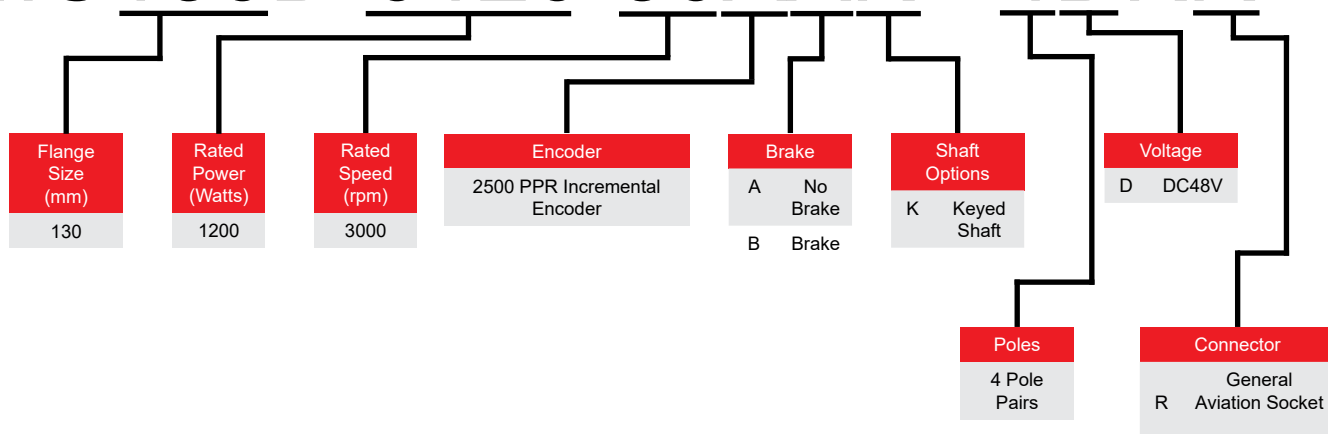 Flange
Size
(mm)
130
Rated
Power
(Watts)
1200
Rated
Speed
(rpm)
3000
Encoder
2500 PPR Incremental
Encoder
Brake
A No
Brake
B Brake
Shaft
Options
K Keyed
Shaft
Voltage
D DC48V
Poles
4 Pole
Pairs
Connector
General
R Aviation Socket